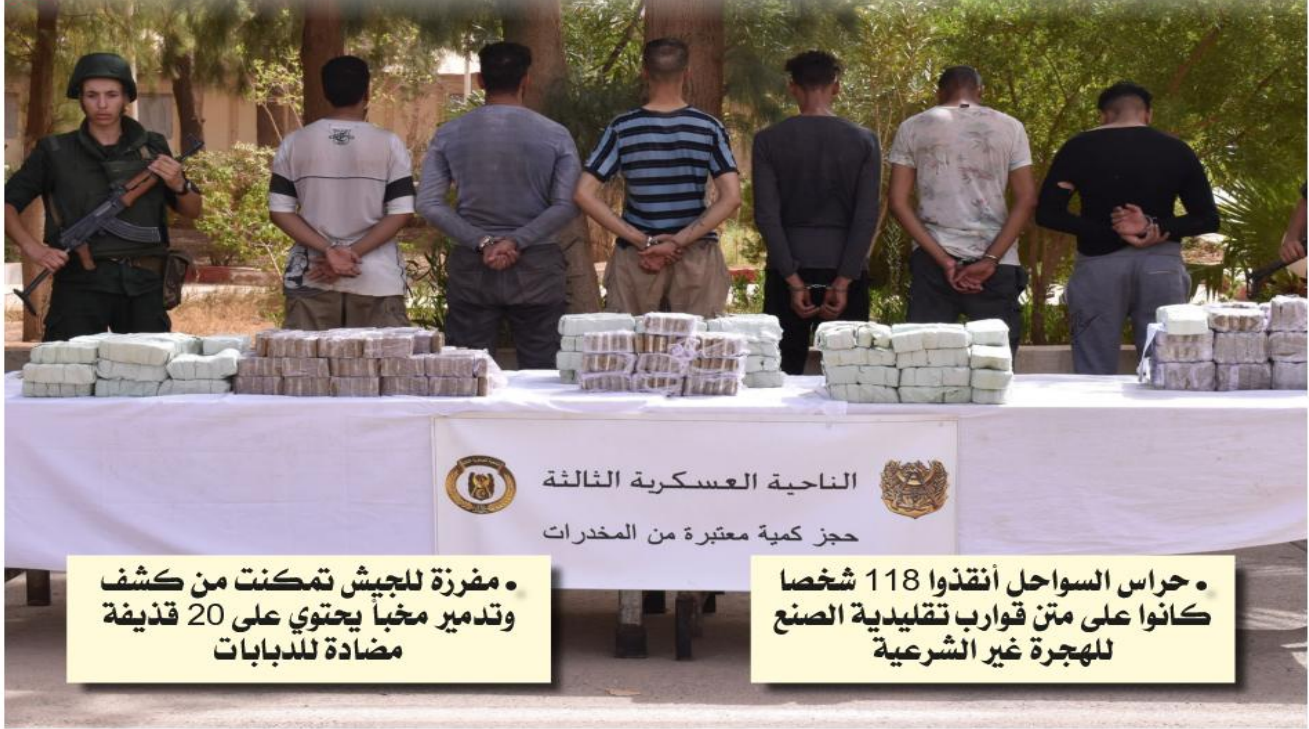 الناحية العسكرية الثالثة
حجز كمية معتبرة من المخدرات
• حراس السواحل أنقذوا 118 شخصا
كانوا على متن قوارب تقليدية الصنع
للهجرة غير الشرعية
• مفرزة للجيش تمكنت من كشف
وتدمير مخبأ يحتوي على 20 قذيفة
مضادة للدبابات